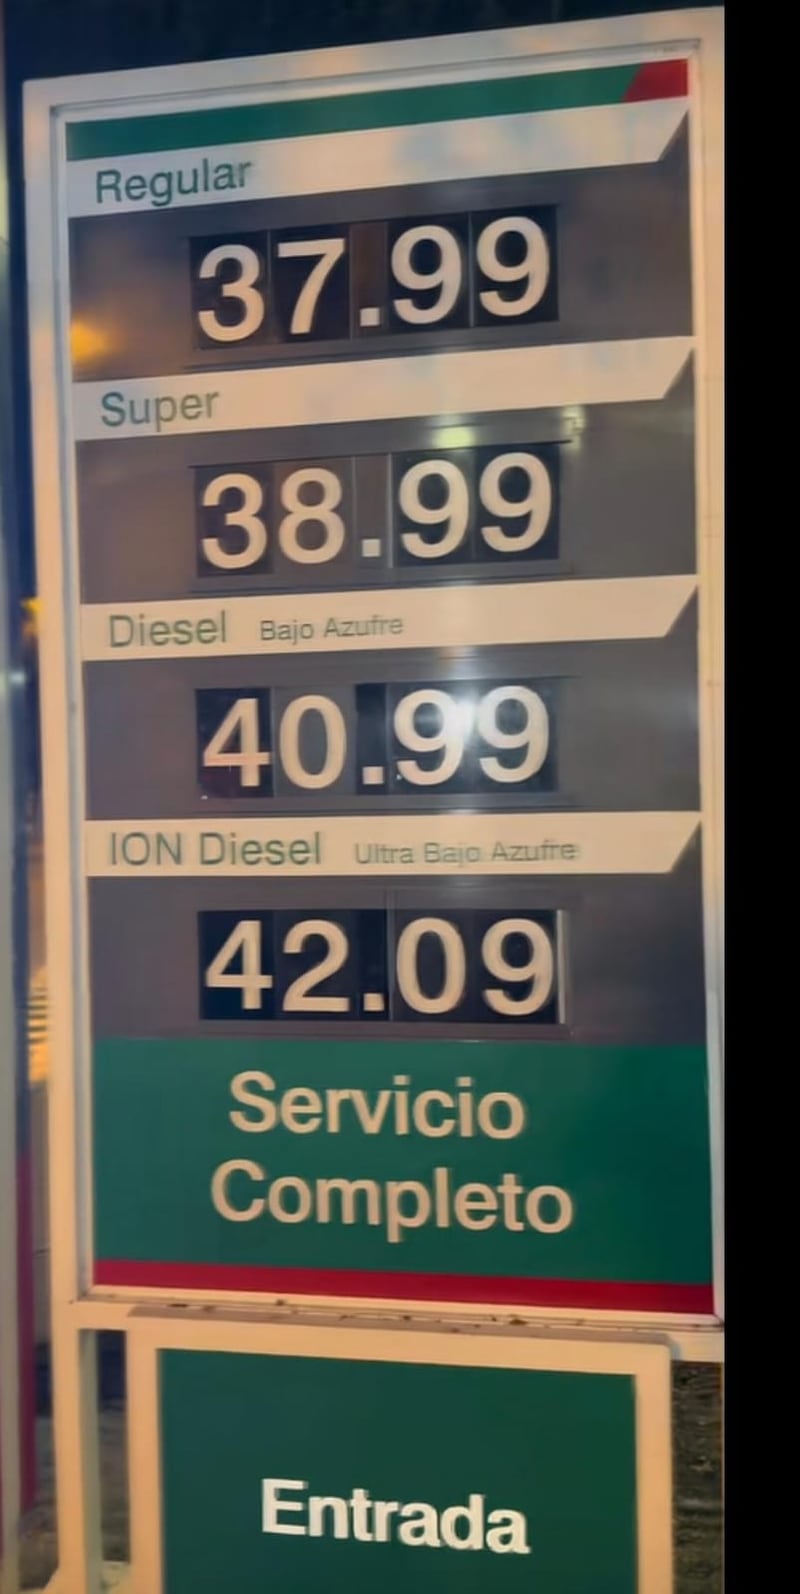 Regular
37.99
Super
38.99
Diesel Bajo Azufre
40.99
ION Diesel Ultra Bajo Azufre
42.09
Servicio
Completo
Entrada